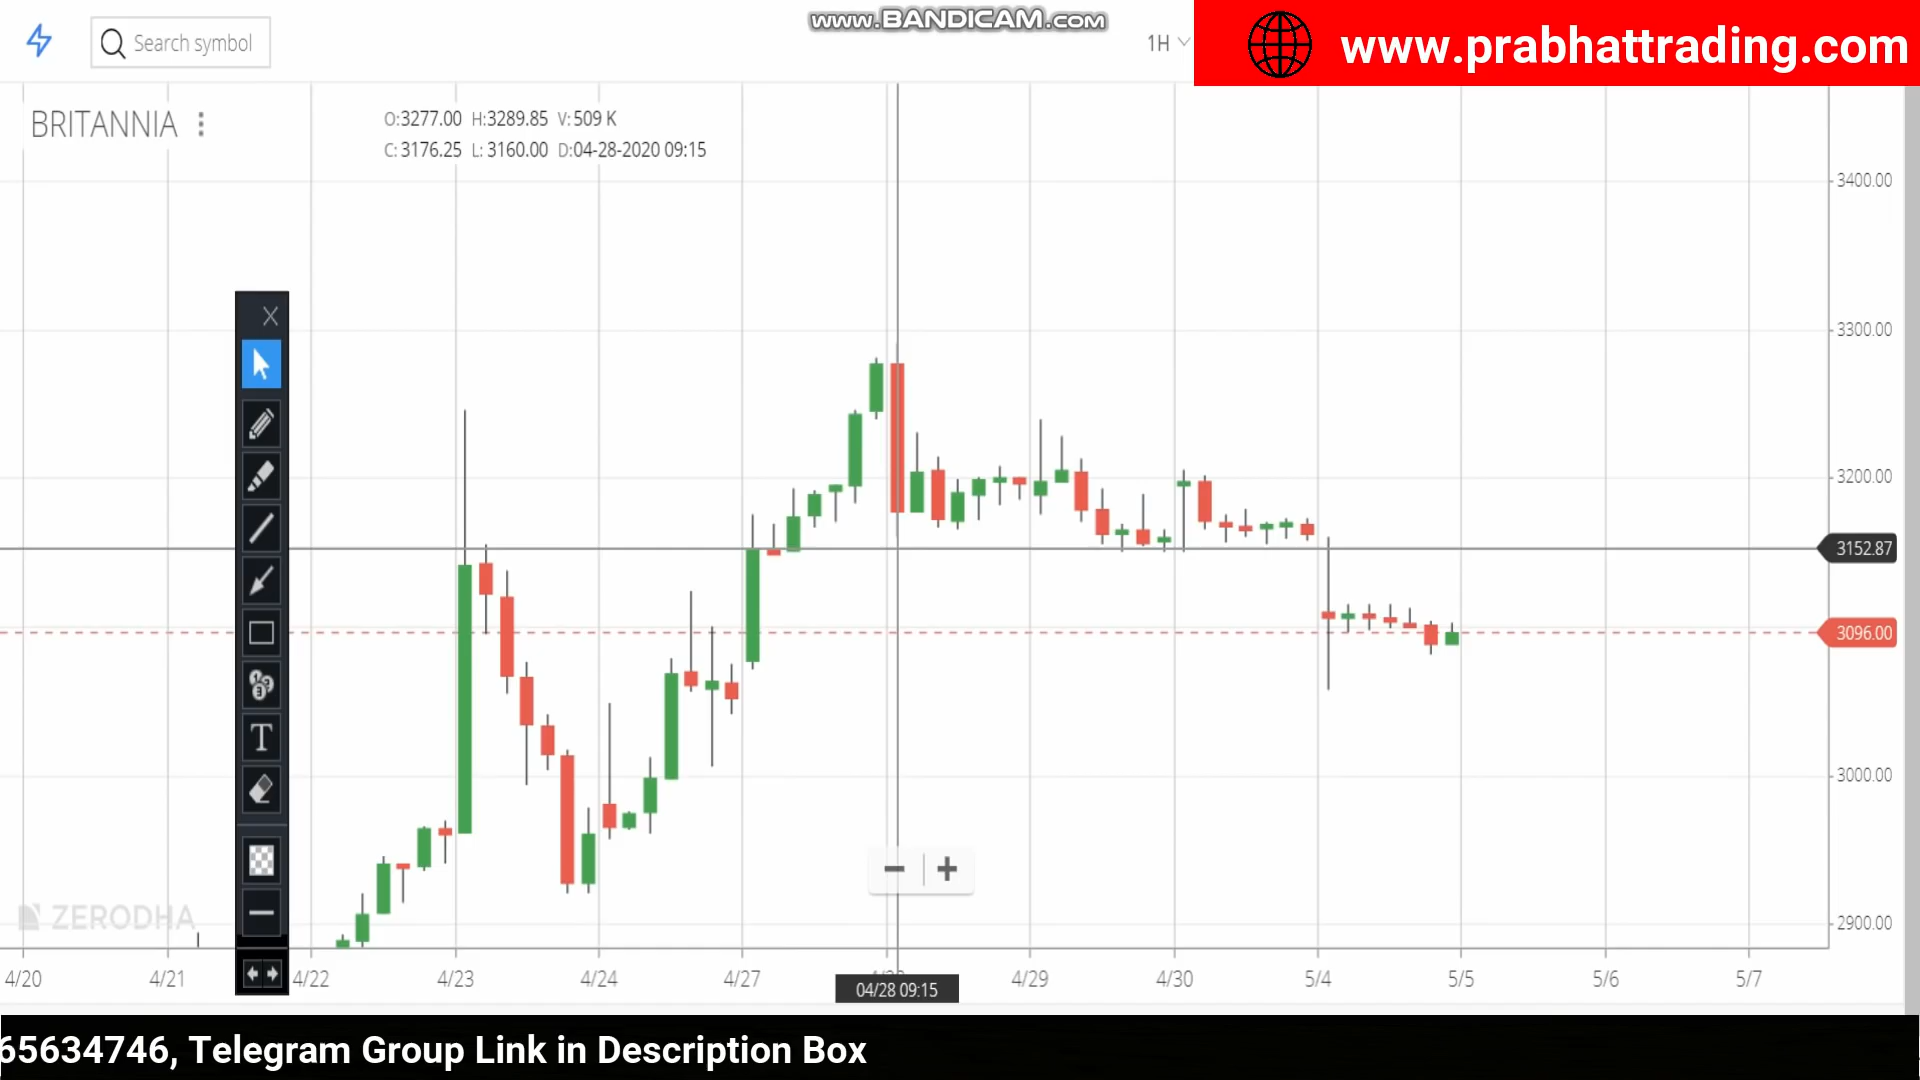 www.BANDICAM.com
Search symbol
1H
www.prabhattrading.com
BRITANNIA
O:3277.00 H:3289.85 V:509 K
C:3176.25 L:3160.00 D:04-28-2020 09:15
3400.00
3300.00
3200.00
3152.87
3096.00
3000.00
2900.00
X
T
ZERODHA
4/20 4/21 4/22 4/23 4/24 4/27 4/29 4/30 5/4 5/5 5/6 5/7
04/28 09:15
65634746, Telegram Group Link in Description Box